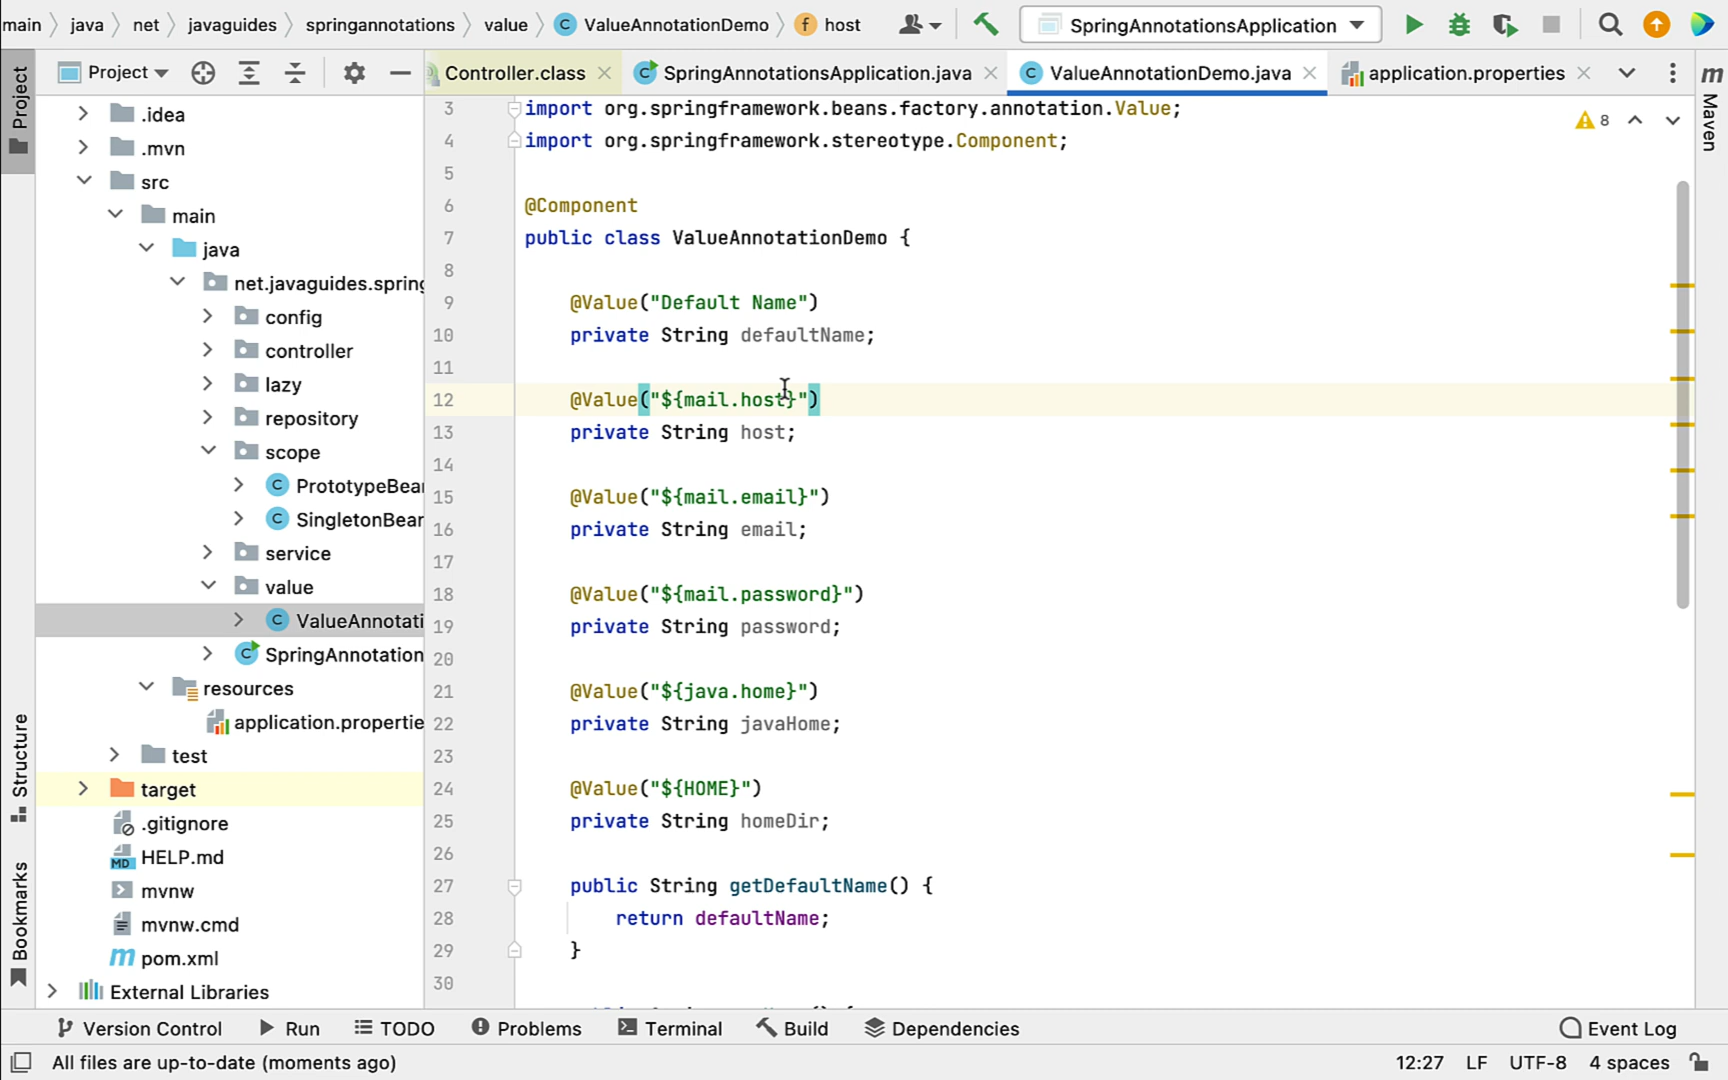 main java net javaguides springannotations value ValueAnnotationDemo host SpringAnnotationsApplication
Project Controller.class SpringAnnotationsApplication.java ValueAnnotationDemo.java application.properties
Project
Maven
Structure
Bookmarks
.idea
.mvn
src
main
java
net.javaguides.spring
config
controller
lazy
repository
scope
PrototypeBea
SingletonBear
service
value
ValueAnnotati
SpringAnnotation
resources
application.propertie
test
target
.gitignore
HELP.md
mvnw
mvnw.cmd
pom.xml
External Libraries
8
3 import org.springframework.beans.factory.annotation.Value;
4 import org.springframework.stereotype.Component;
5
6 @Component
7 public class ValueAnnotationDemo {
8
9 @Value("Default Name")
10 private String defaultName;
11
12 @Value("${mail.host}")
13 private String host;
14
15 @Value("${mail.email}")
16 private String email;
17
18 @Value("${mail.password}")
19 private String password;
20
21 @Value("${java.home}")
22 private String javaHome;
23
24 @Value("${HOME}")
25 private String homeDir;
26
27 public String getDefaultName() {
28 return defaultName;
29 }
30
Version Control Run TODO Problems Terminal Build Dependencies Event Log
All files are up-to-date (moments ago) 12:27 LF UTF-8 4 spaces